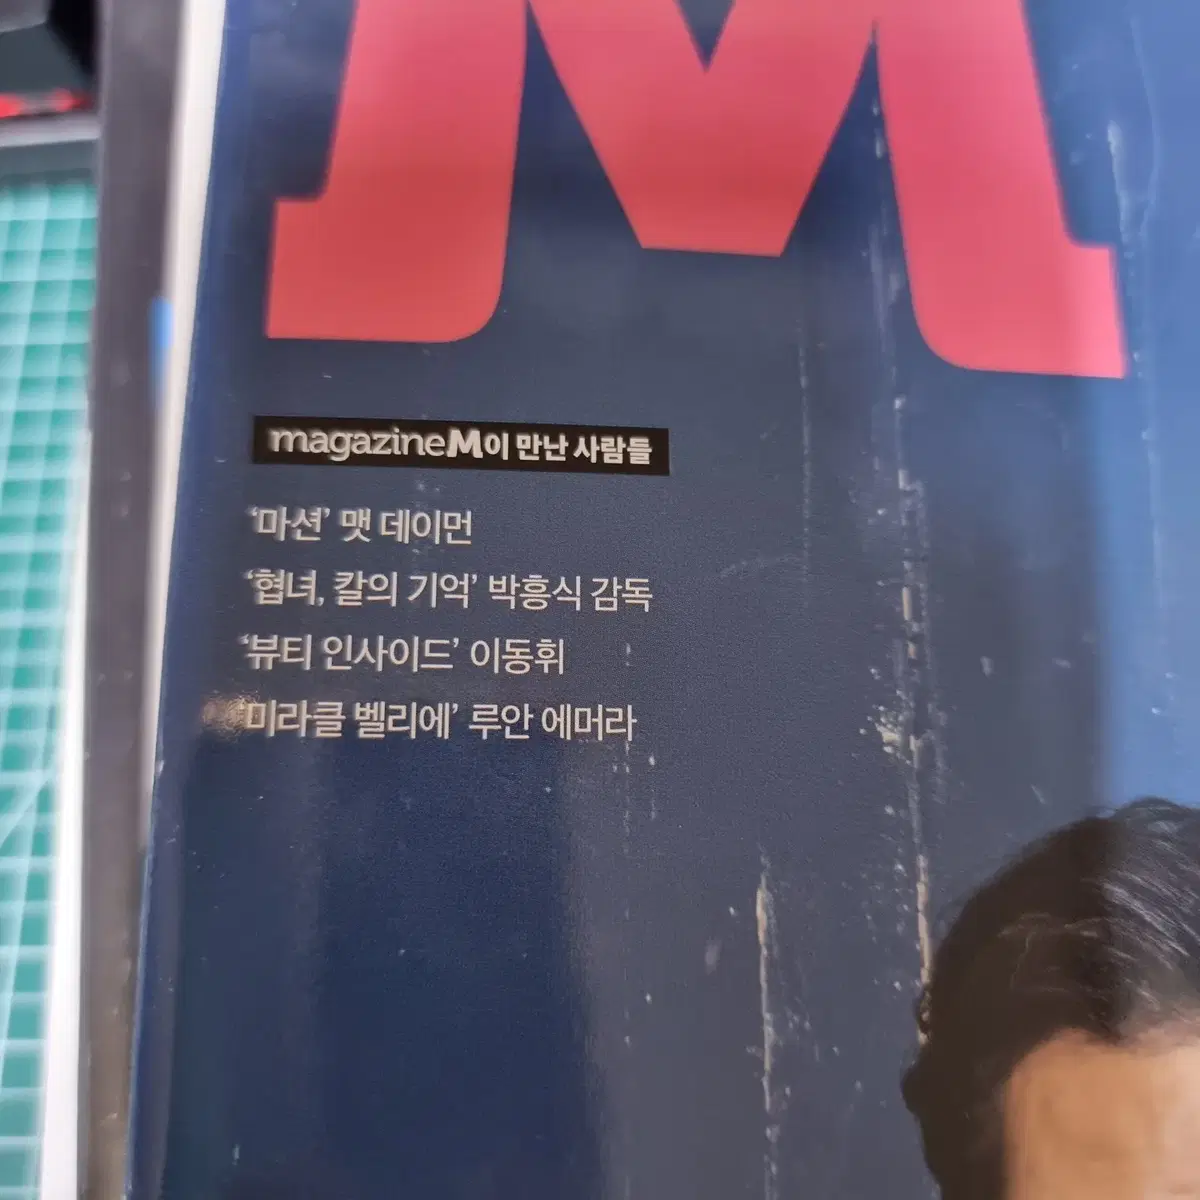 M
magazineM이 만난 사람들
‘마션’ 맷 데이먼
‘협녀, 칼의 기억’ 박흥식 감독
‘뷰티 인사이드’ 이동휘
‘미라클 벨리에’ 루안 에머라